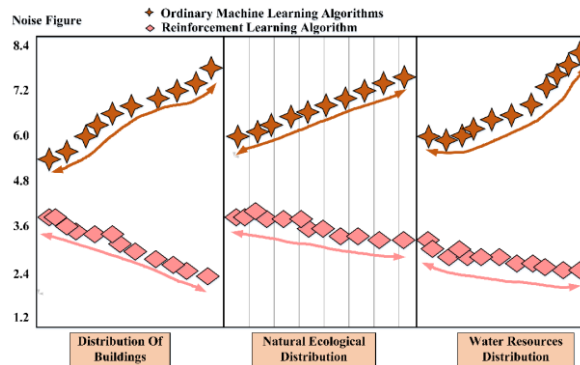 Noise Figure
Ordinary Machine Learning Algorithms
Reinforcement Learning Algorithm
8.4
7.2
6.0
4.8
3.6
2.4
1.2
Distribution Of
Buildings
Natural Ecological
Distribution
Water Resources
Distribution